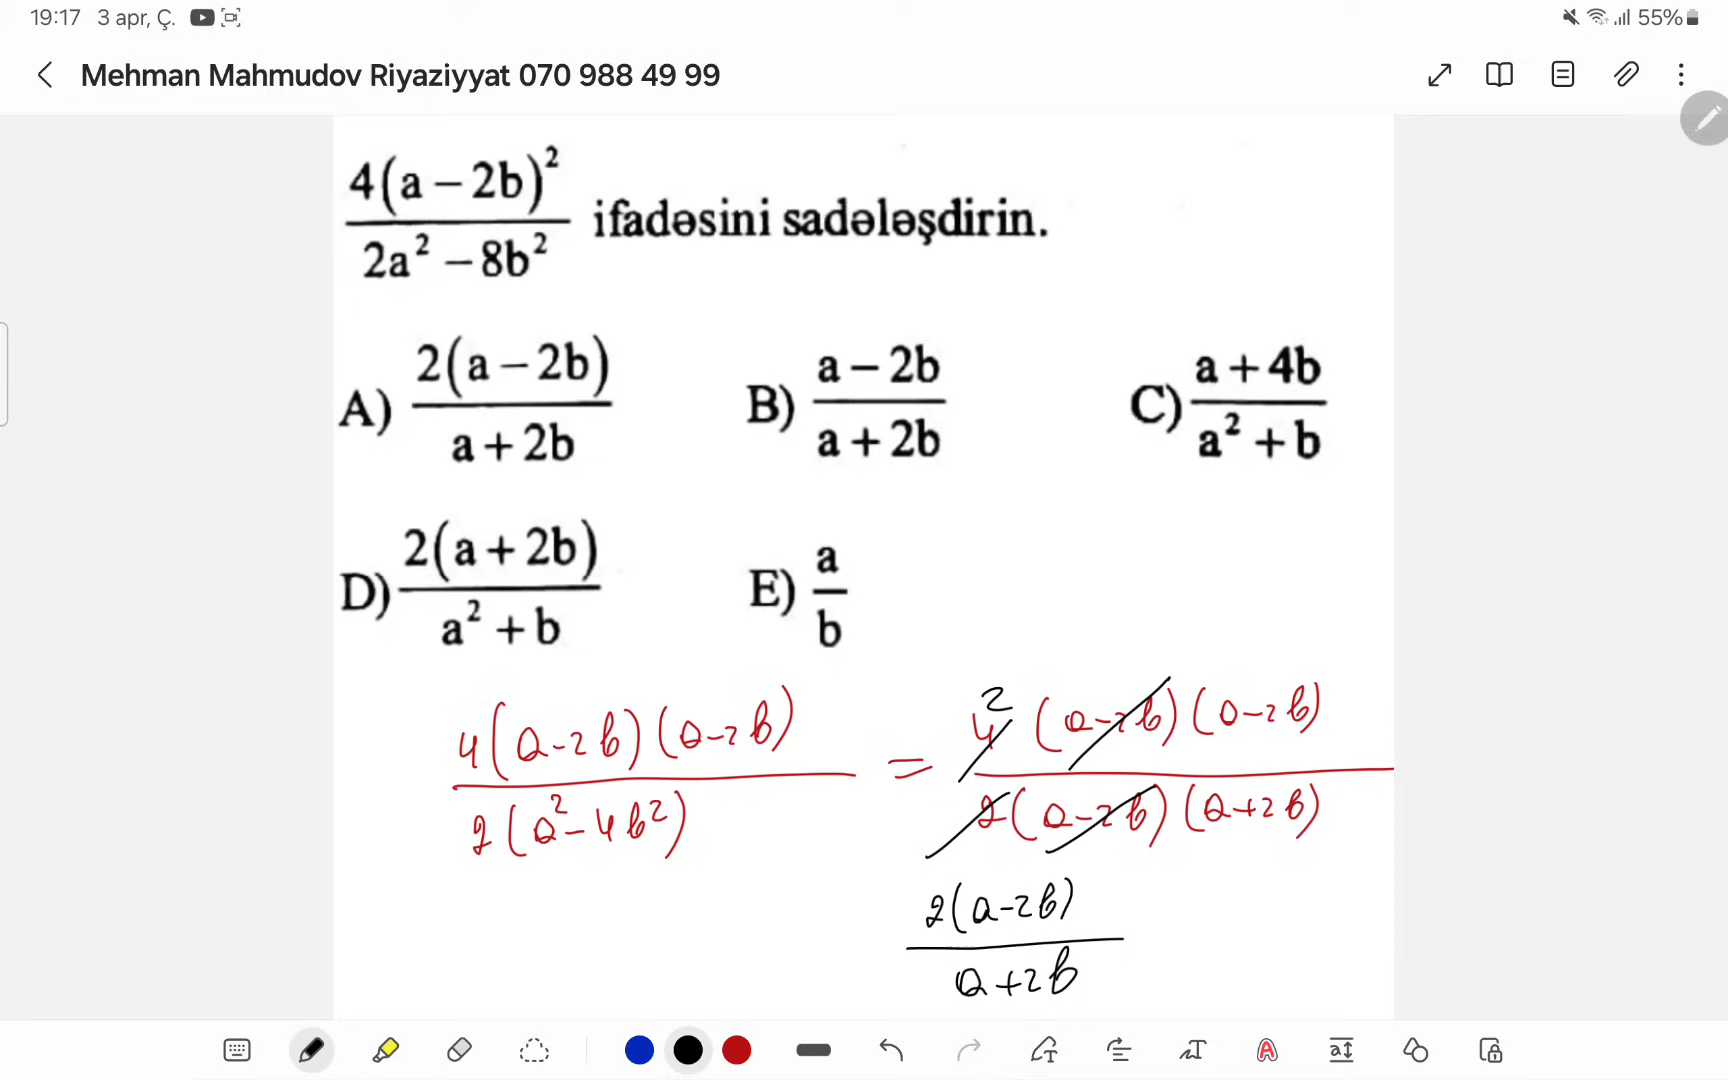 19:17 3 apr, Ç. 55%
Mehman Mahmudov Riyaziyyat 070 988 49 99
4(a – 2b)² / 2a² – 8b² ifadəsini sadələşdirin.
A) 2(a – 2b) / a + 2b B) a – 2b / a + 2b C) a + 4b / a² + b
D) 2(a + 2b) / a² + b E) a / b
4(a-2b)(a-2b) / 2(a²-4b²) = 4 2 (a-2b)(a-2b) / 2(a-2b)(a+2b)
2(a-2b) / a+2b